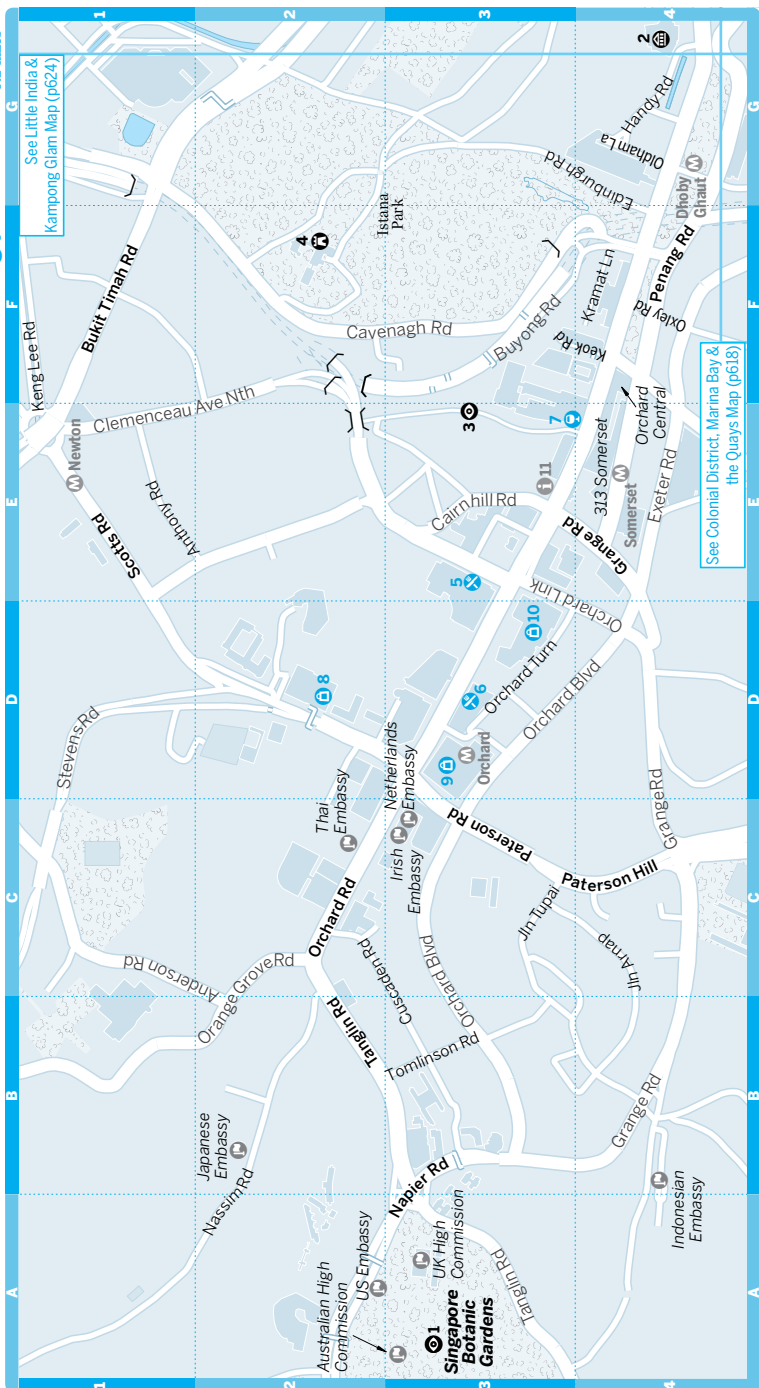 1
2
3
4
G
F
E
D
C
B
A
See Little India &
Kampong Glam Map (p624)
See Colonial District, Marina Bay &
the Quays Map (p618)
Keng Lee Rd
Bukit Timah Rd
Clemenceau Ave Nth
Newton
Scotts Rd
Anthony Rd
Stevens Rd
Anderson Rd
Orange Grove Rd
Japanese
Embassy
Nassim Rd
Cavenagh Rd
4
Istana
Park
Buyong Rd
Edinburgh Rd
Handy Rd
Oldham La
2
Dhoby
Ghaut
Penang Rd
Oxley Rd
Kramat Ln
Keok Rd
Orchard
Central
3
7
11
313 Somerset
Somerset
Exeter Rd
Cairnhill Rd
Grange Rd
5
Orchard Link
10
8
6
Orchard Turn
Orchard Blvd
9
Orchard
Thai
Embassy
Netherlands
Embassy
Irish
Embassy
Orchard Rd
Paterson Rd
Paterson Hill
Grange Rd
Jln Tupai
Jln Arnap
Cuscaden Rd
Orchard Blvd
Tanglin Rd
Tomlinson Rd
Grange Rd
Napier Rd
Indonesian
Embassy
US Embassy
UK High
Commission
Australian High
Commission
1
Singapore
Botanic
Gardens
Tanglin Rd
A
B
C
D
E
F
G
1
2
3
4